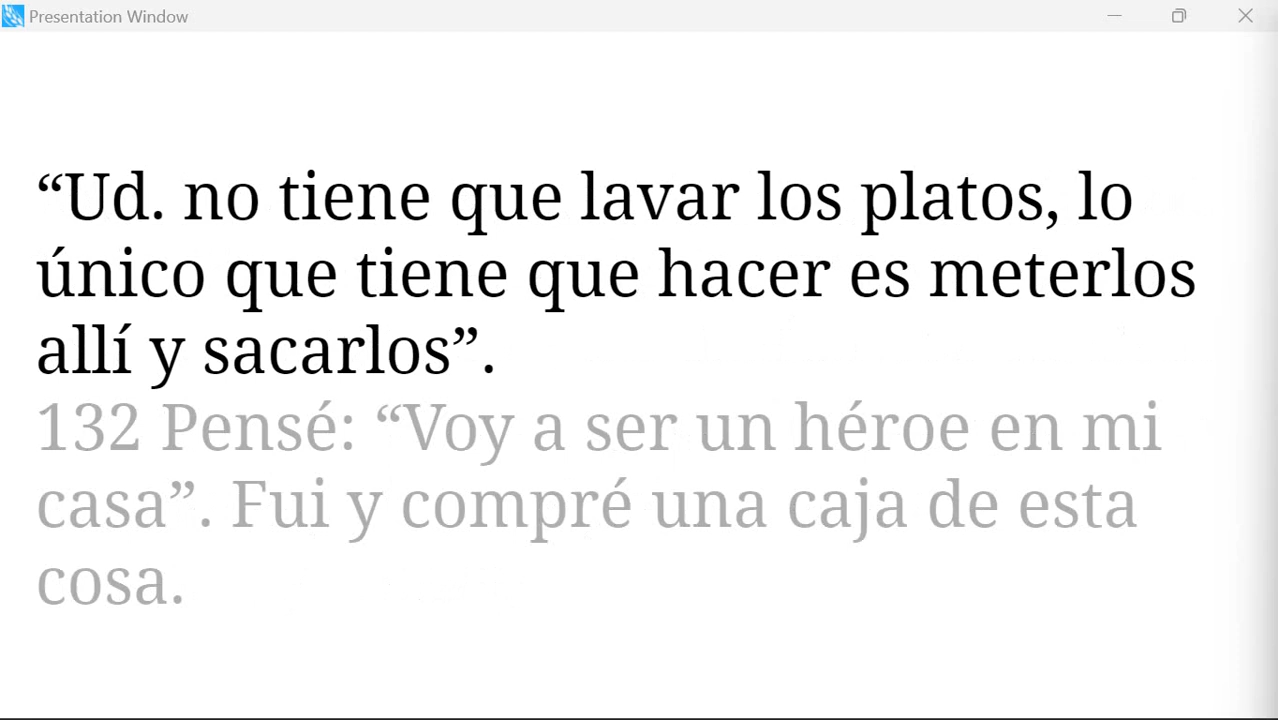 Presentation Window
“Ud. no tiene que lavar los platos, lo
único que tiene que hacer es meterlos
allí y sacarlos”.
132 Pensé: “Voy a ser un héroe en mi
casa”. Fui y compré una caja de esta
cosa.